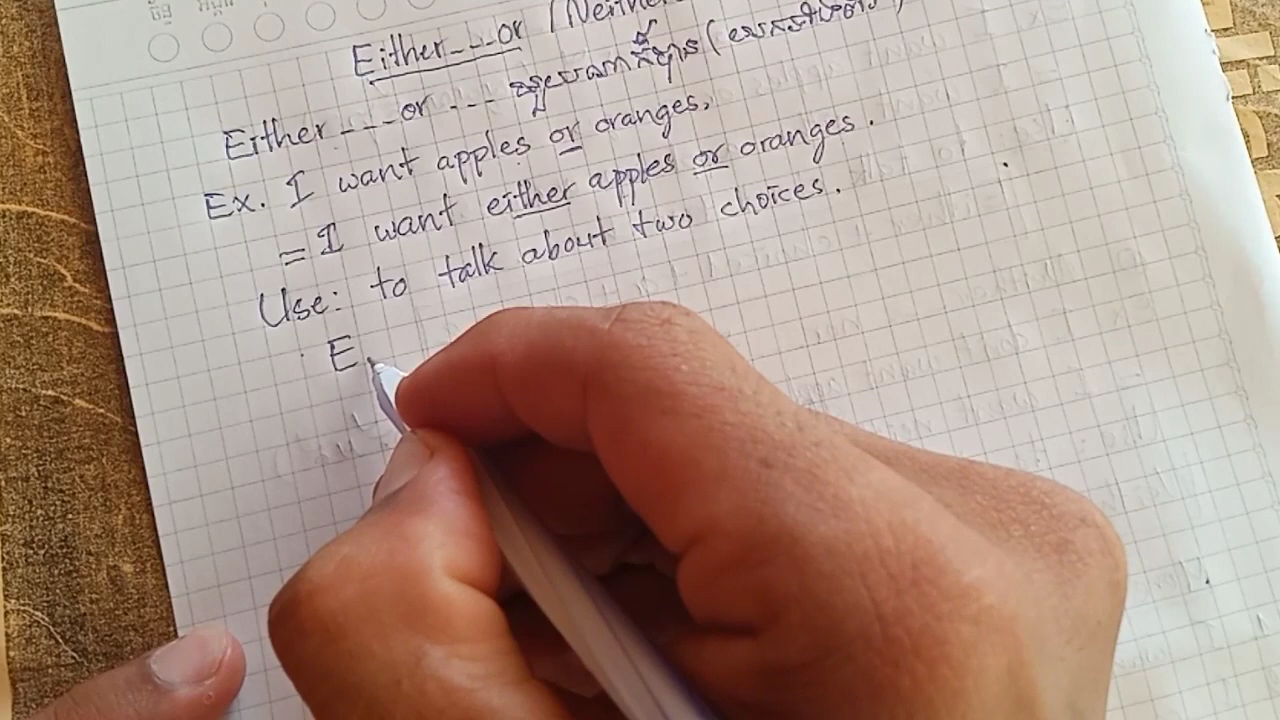 Either---or (Neither
Either ---or ---
Ex. I want apples or oranges,
= I want either apples or oranges.
Use: to talk about two choices.
E